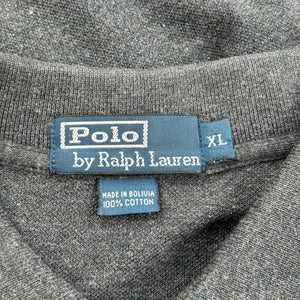 Polo
by Ralph Lauren
XL
MADE IN BOLIVIA
100% COTTON